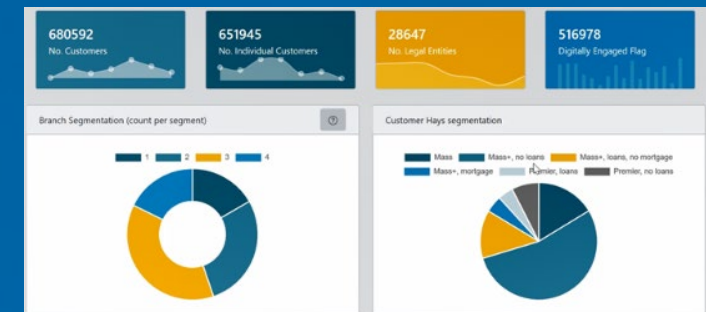 680592
No. Customers
651945
No. Individual Customers
28647
No. Legal Entities
516978
Digitally Engaged Flag
Branch Segmentation (count per segment)
?
1 2 3 4
Customer Hays segmentation
Mass Mass+, no loans Mass+, loans, no mortgage
Mass+, mortgage Premier, loans Premier, no loans